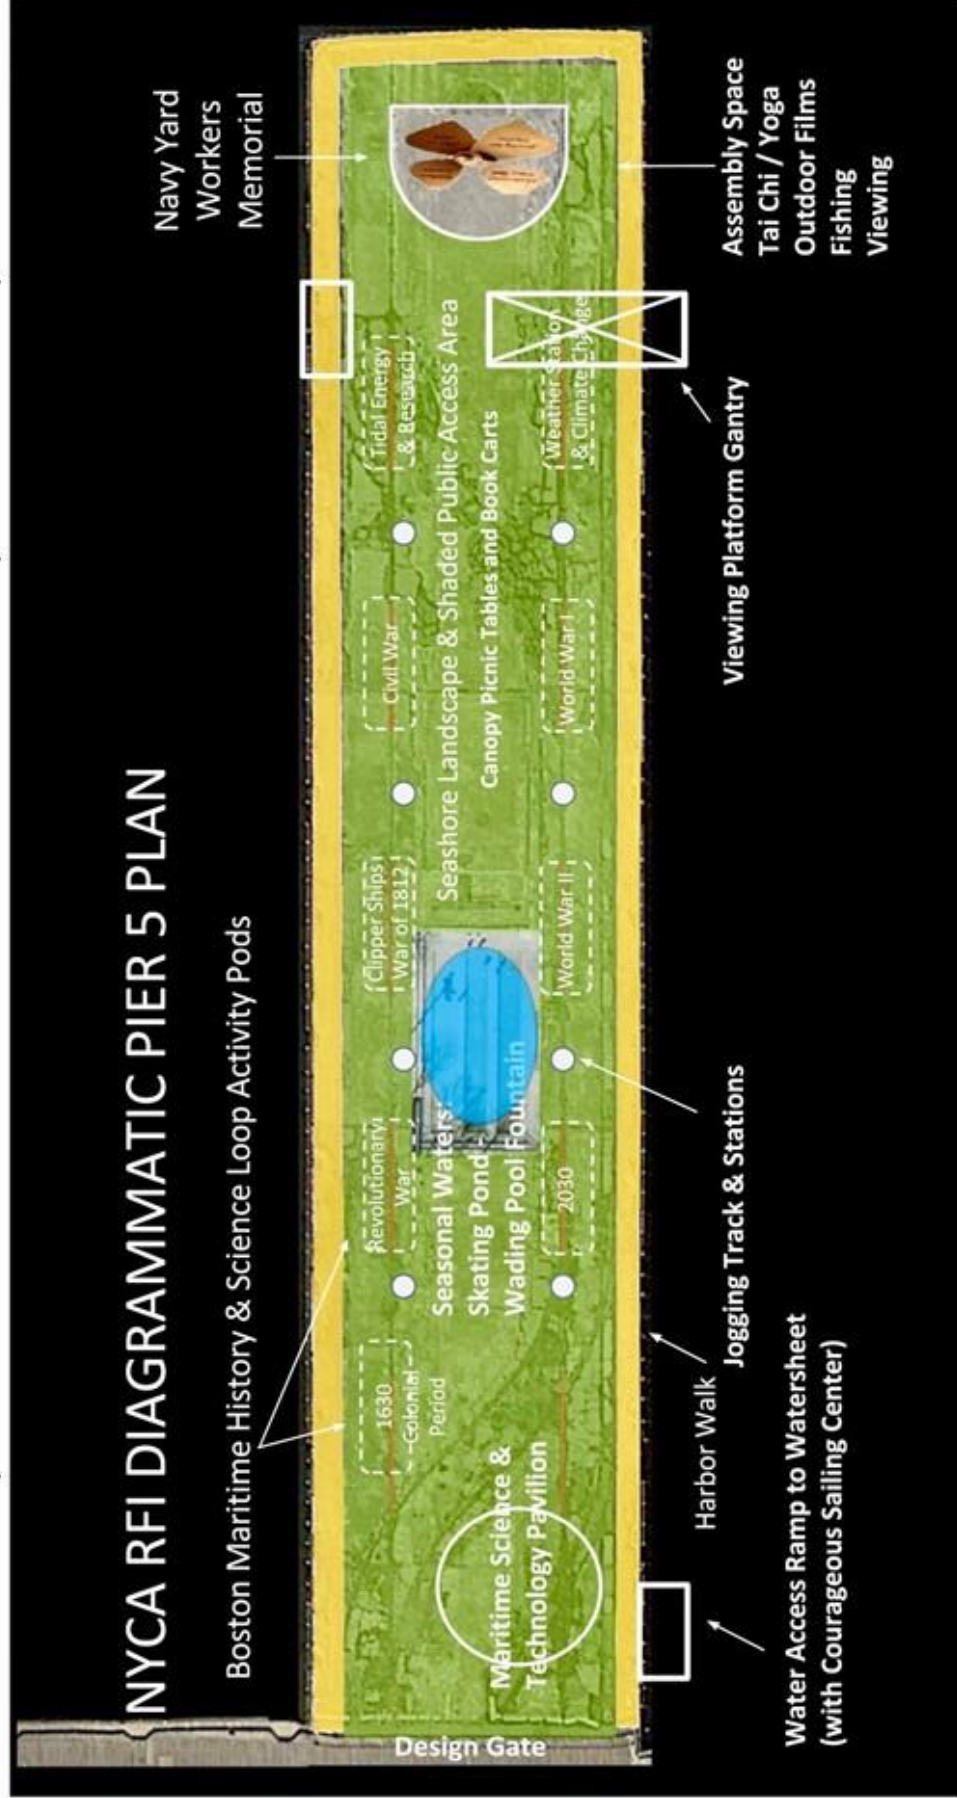 NYCA RFI DIAGRAMMATIC PIER 5 PLAN
Boston Maritime History & Science Loop Activity Pods
Navy Yard
Workers
Memorial
1630
Colonial
Period
Revolutionary
War
Clipper Ships
War of 1812
Civil War
Tidal Energy
& Research
Seasonal Waters:
Skating Pond
Wading Pool Fountain
Seashore Landscape & Shaded Public Access Area
Canopy Picnic Tables and Book Carts
Maritime Science &
Technology Pavilion
2030
World War II
World War I
Weather Station
& Climate Change
Design Gate
Harbor Walk
Jogging Track & Stations
Viewing Platform Gantry
Assembly Space
Tai Chi / Yoga
Outdoor Films
Fishing
Viewing
Water Access Ramp to Watersheet
(with Courageous Sailing Center)